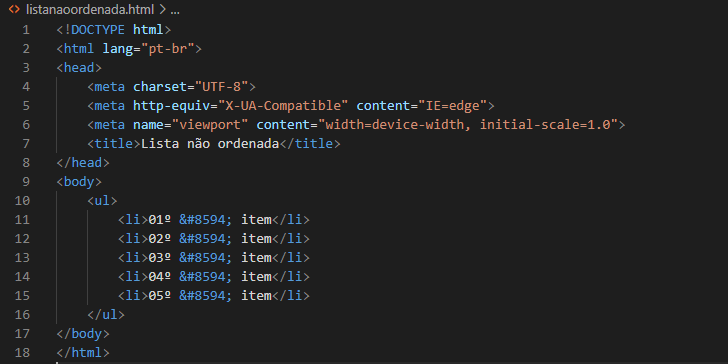 listanaoordenada.html > ...
1 <!DOCTYPE html>
2 <html lang="pt-br">
3 <head>
4     <meta charset="UTF-8">
5     <meta http-equiv="X-UA-Compatible" content="IE=edge">
6     <meta name="viewport" content="width=device-width, initial-scale=1.0">
7     <title>Lista não ordenada</title>
8 </head>
9 <body>
10     <ul>
11         <li>01º &#8594; item</li>
12         <li>02º &#8594; item</li>
13         <li>03º &#8594; item</li>
14         <li>04º &#8594; item</li>
15         <li>05º &#8594; item</li>
16     </ul>
17 </body>
18 </html>